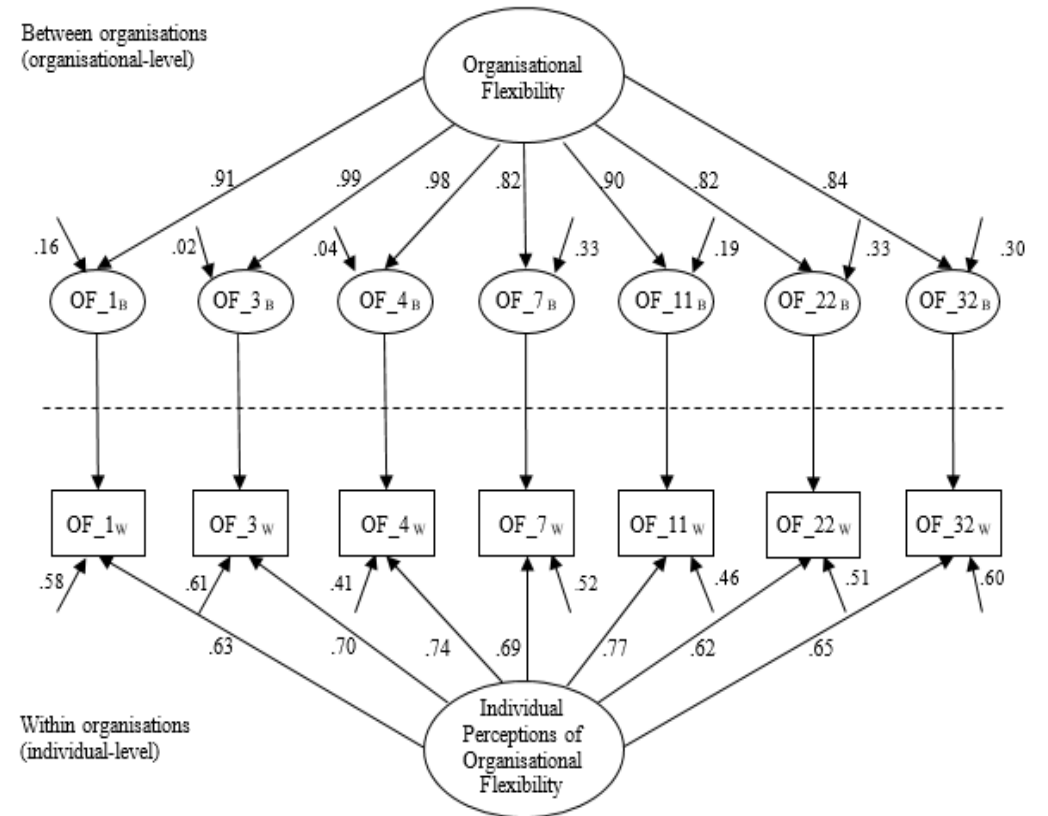 Between organisations
(organisational-level)
Organisational
Flexibility
.91 .99 .98 .82 .90 .82 .84
.16 .02 .04 .33 .19 .33 .30
OF_1B OF_3 B OF_4 B OF_7 B OF_11 B OF_22 B OF_32 B
OF_1W OF_3 W OF_4 W OF_7 W OF_11 W OF_22 W OF_32 W
.58 .61 .41 .52 .46 .51 .60
.63 .70 .74 .69 .77 .62 .65
Within organisations
(individual-level)
Individual
Perceptions of
Organisational
Flexibility